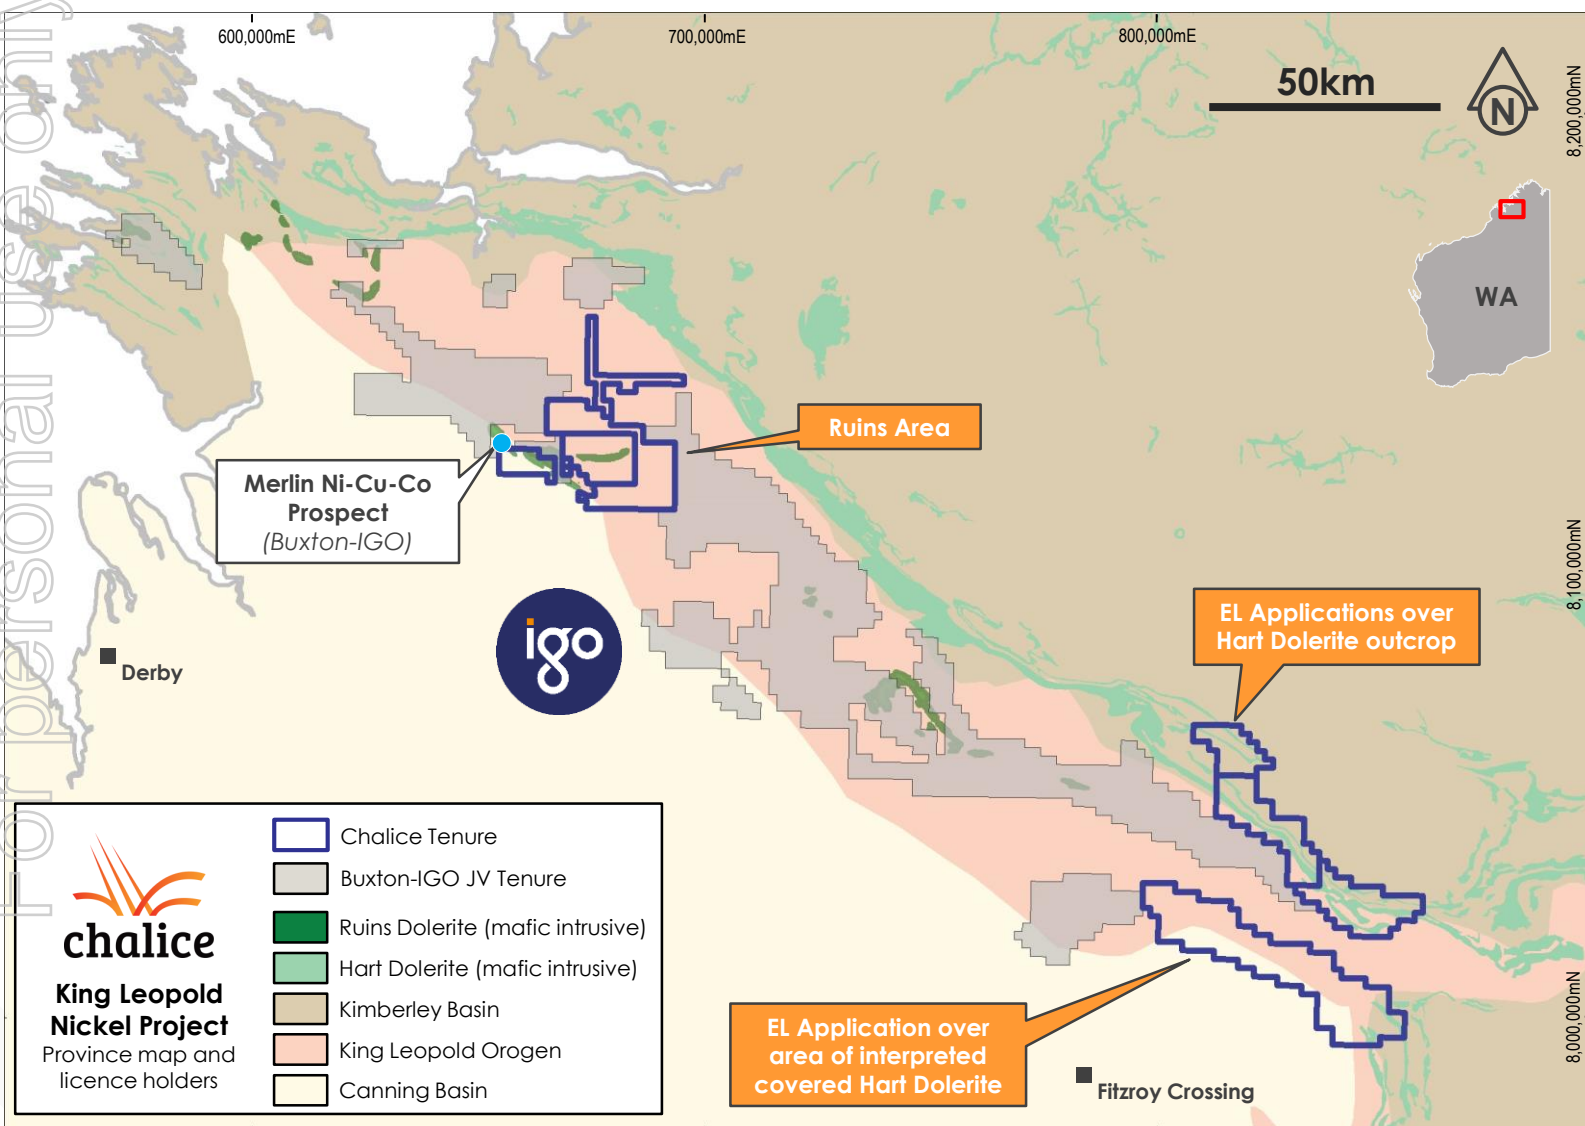 For personal use only
600,000mE
700,000mE
800,000mE
50km
N
8,200,000mN
WA
Ruins Area
Merlin Ni-Cu-Co
Prospect
(Buxton-IGO)
igo
8,100,000mN
EL Applications over
Hart Dolerite outcrop
Derby
chalice
King Leopold
Nickel Project
Province map and
licence holders
Chalice Tenure
Buxton-IGO JV Tenure
Ruins Dolerite (mafic intrusive)
Hart Dolerite (mafic intrusive)
Kimberley Basin
King Leopold Orogen
Canning Basin
EL Application over
area of interpreted
covered Hart Dolerite
8,000,000mN
Fitzroy Crossing